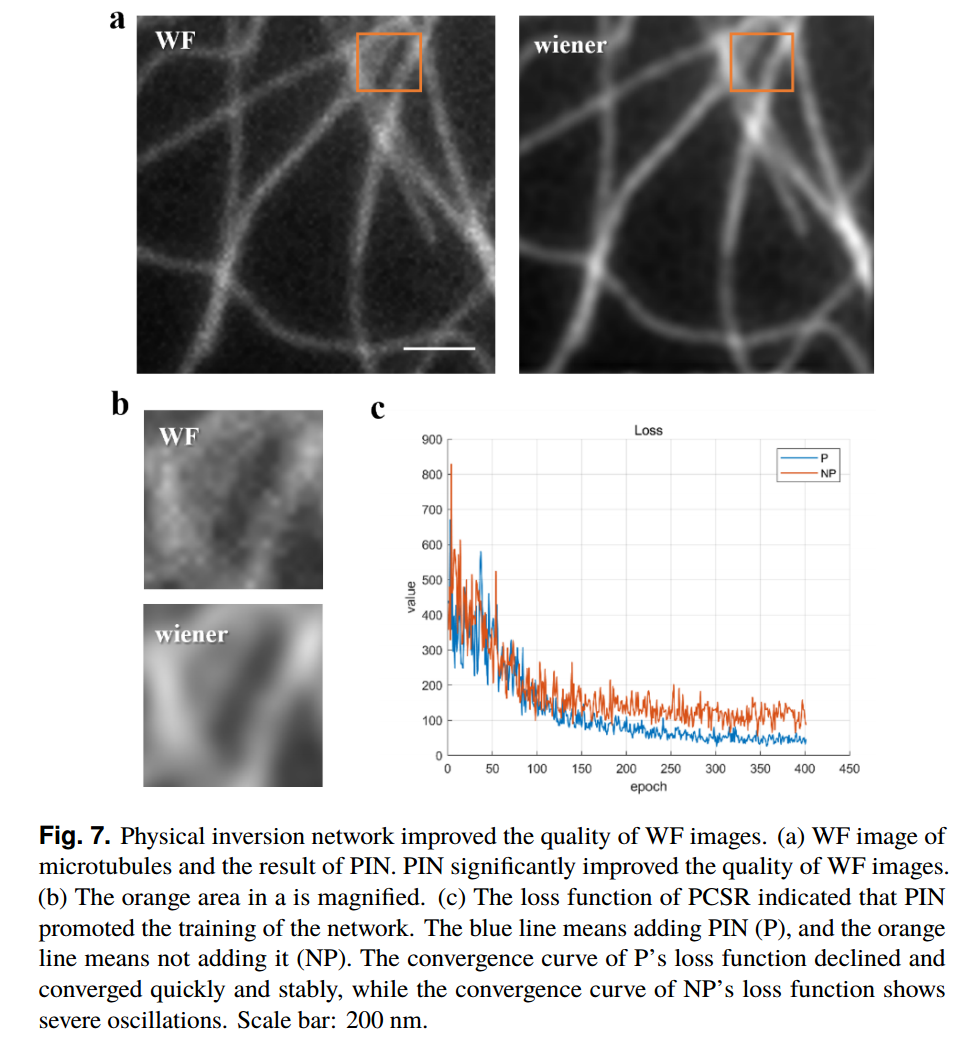 a
WF
wiener
b
c
WF
wiener
Loss
900
800
700
600
500
400
300
200
100
0
value
P
NP
0 50 100 150 200 250 300 350 400 450
epoch
Fig. 7. Physical inversion network improved the quality of WF images. (a) WF image of
microtubules and the result of PIN. PIN significantly improved the quality of WF images.
(b) The orange area in a is magnified. (c) The loss function of PCSR indicated that PIN
promoted the training of the network. The blue line means adding PIN (P), and the orange
line means not adding it (NP). The convergence curve of P’s loss function declined and
converged quickly and stably, while the convergence curve of NP’s loss function shows
severe oscillations. Scale bar: 200 nm.